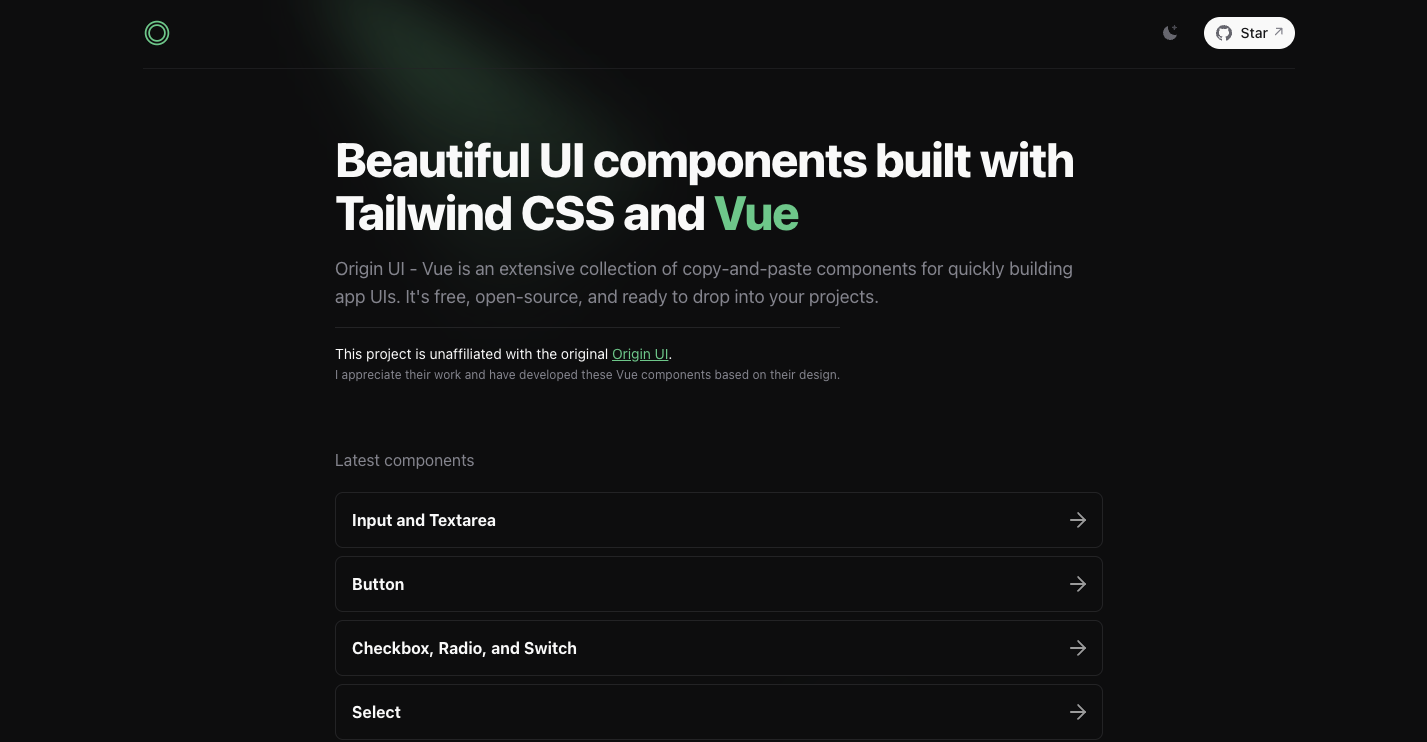 Star
Beautiful UI components built with
Tailwind CSS and Vue
Origin UI - Vue is an extensive collection of copy-and-paste components for quickly building
app UIs. It's free, open-source, and ready to drop into your projects.
This project is unaffiliated with the original Origin UI.
I appreciate their work and have developed these Vue components based on their design.
Latest components
Input and Textarea
Button
Checkbox, Radio, and Switch
Select